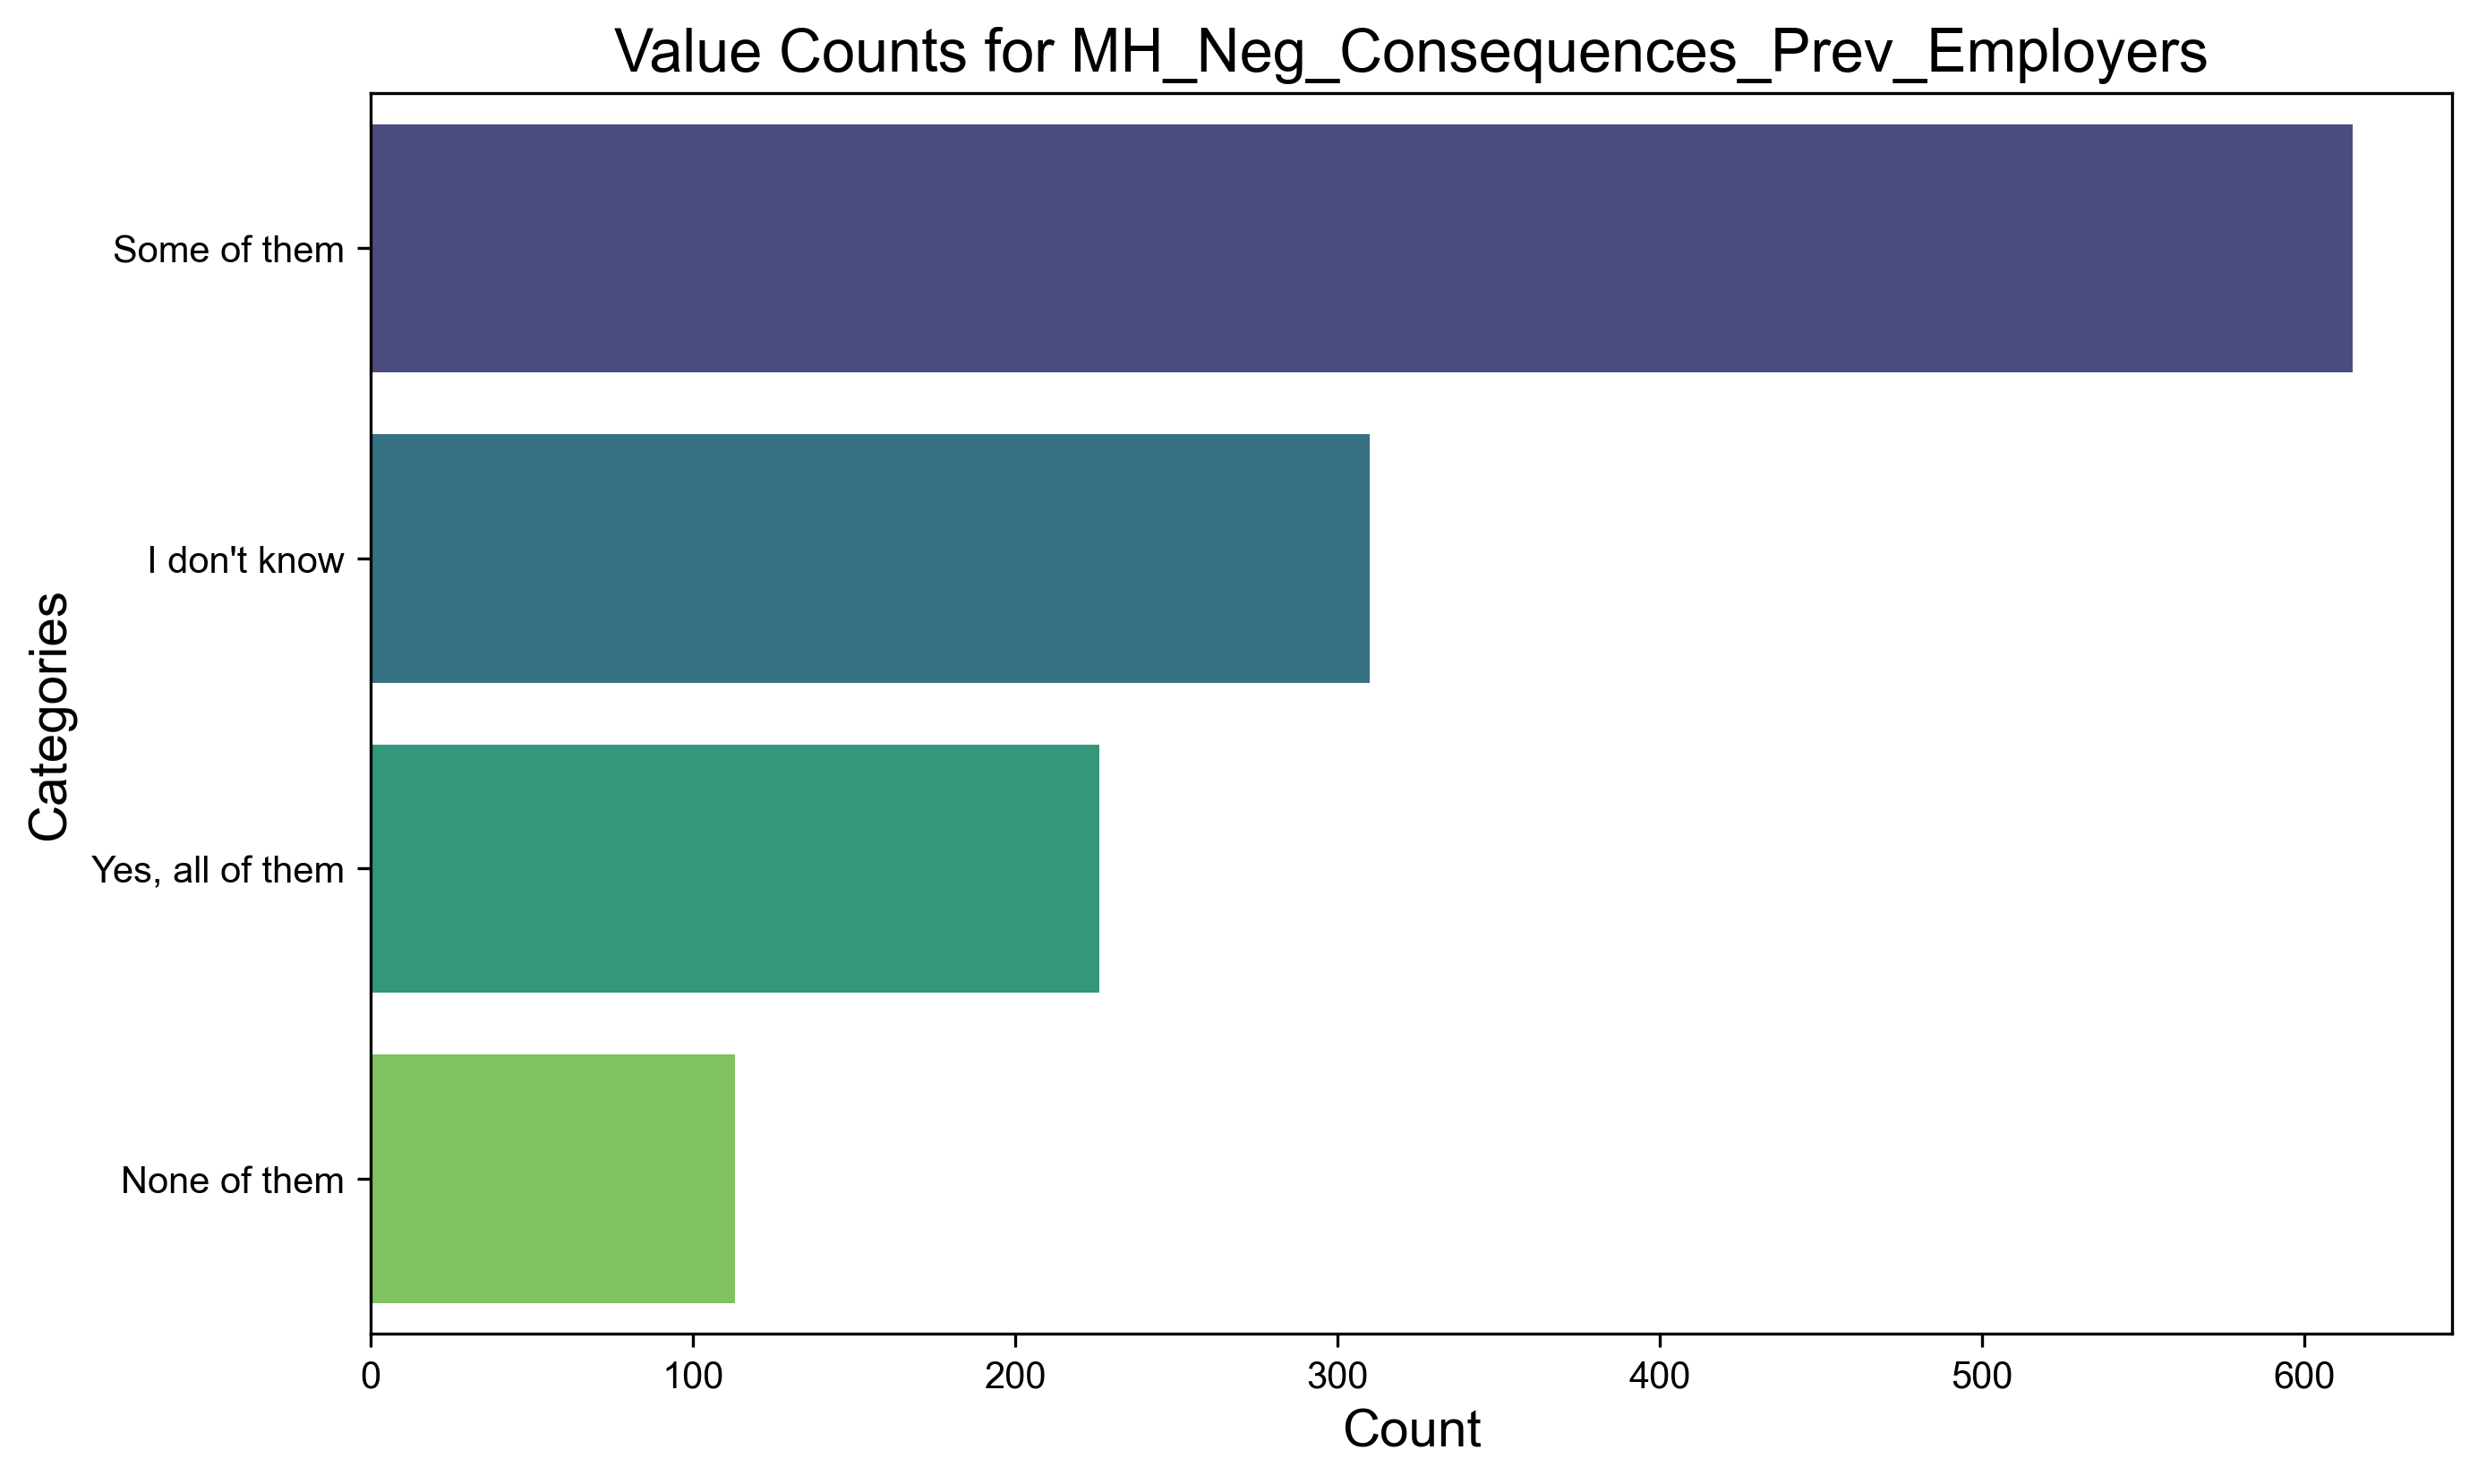 Value Counts for MH_Neg_Consequences_Prev_Employers
Categories
Some of them
I don't know
Yes, all of them
None of them
0 100 200 300 400 500 600
Count